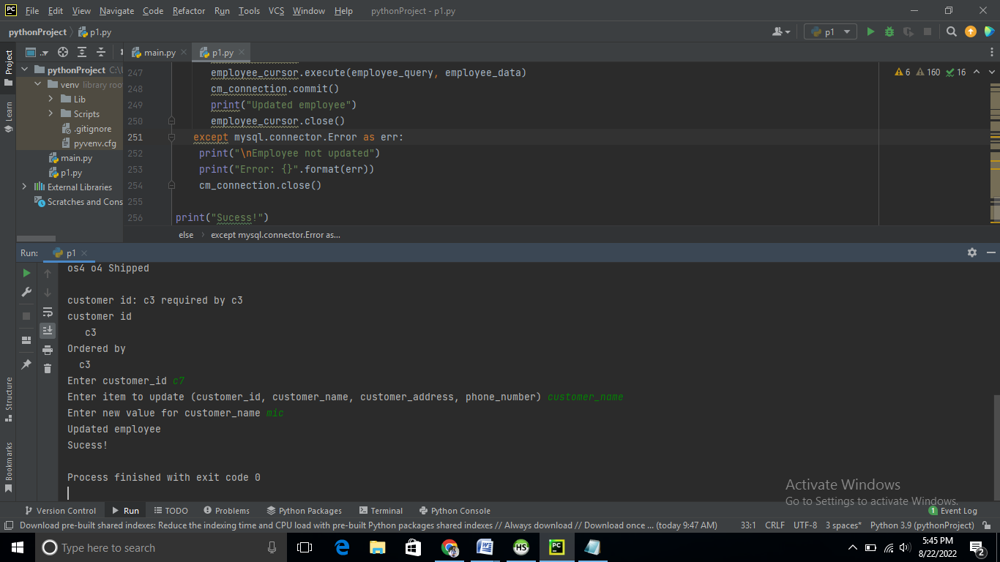 PC File Edit View Navigate Code Refactor Run Tools VCS Window Help pythonProject - p1.py
pythonProject p1.py p1
Project main.py p1.py
pythonProject C:\
venv library roo
Lib
Scripts
.gitignore
pyvenv.cfg
main.py
p1.py
External Libraries
Scratches and Cons
Learn
247 employee_cursor.execute(employee_query, employee_data)
6 160 16
248 cm_connection.commit()
249 print("Updated employee")
250 employee_cursor.close()
251 except mysql.connector.Error as err:
252 print("\nEmployee not updated")
253 print("Error: {}".format(err))
254 cm_connection.close()
255
256 print("Sucess!")
else except mysql.connector.Error as...
Run: p1
os4 o4 Shipped
customer id: c3 required by c3
customer id
c3
Ordered by
c3
Enter customer_id c7
Enter item to update (customer_id, customer_name, customer_address, phone_number) customer_name
Enter new value for customer_name mic
Updated employee
Sucess!
Process finished with exit code 0
Structure
Bookmarks
Activate Windows
Go to Settings to activate Windows.
Version Control Run TODO Problems Python Packages Terminal Python Console 1 Event Log
Download pre-built shared indexes: Reduce the indexing time and CPU load with pre-built Python packages shared indexes // Always download // Download once ... (today 9:47 AM) 33:1 CRLF UTF-8 3 spaces* Python 3.9 (pythonProject)
Type here to search HS PC 5:45 PM
8/22/2022 2